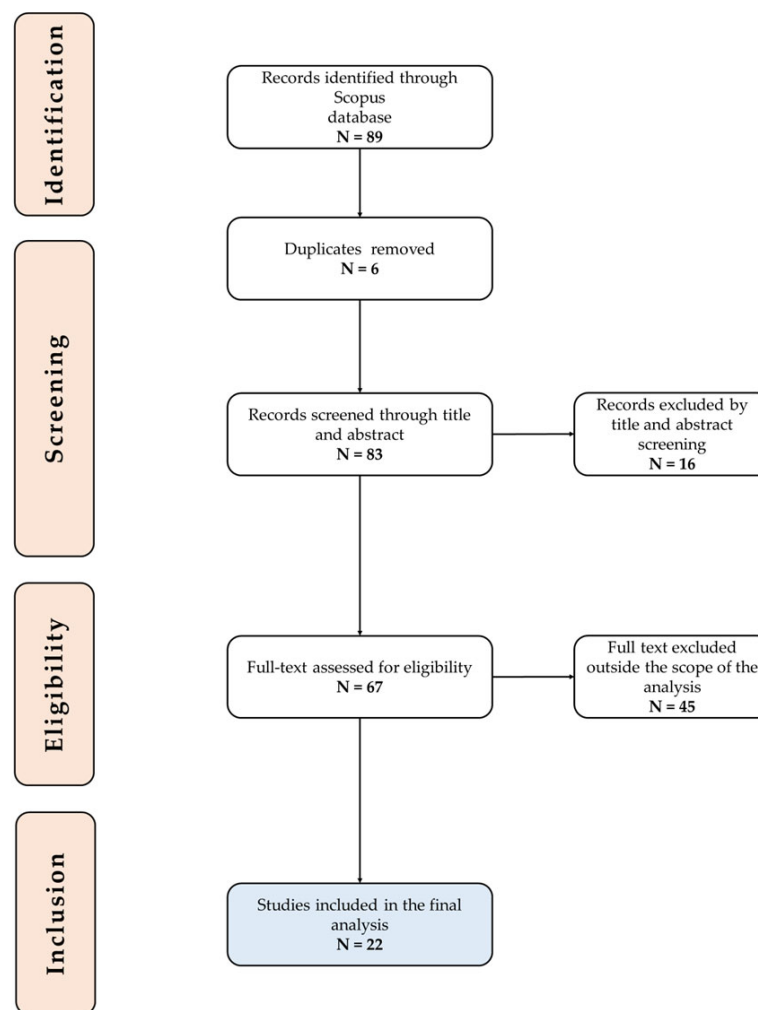 Identification
Records identified through
Scopus
database
N = 89
Screening
Duplicates removed
N = 6
Records screened through title
and abstract
N = 83
Records excluded by
title and abstract
screening
N = 16
Eligibility
Full-text assessed for eligibility
N = 67
Full text excluded
outside the scope of the
analysis
N = 45
Inclusion
Studies included in the final
analysis
N = 22